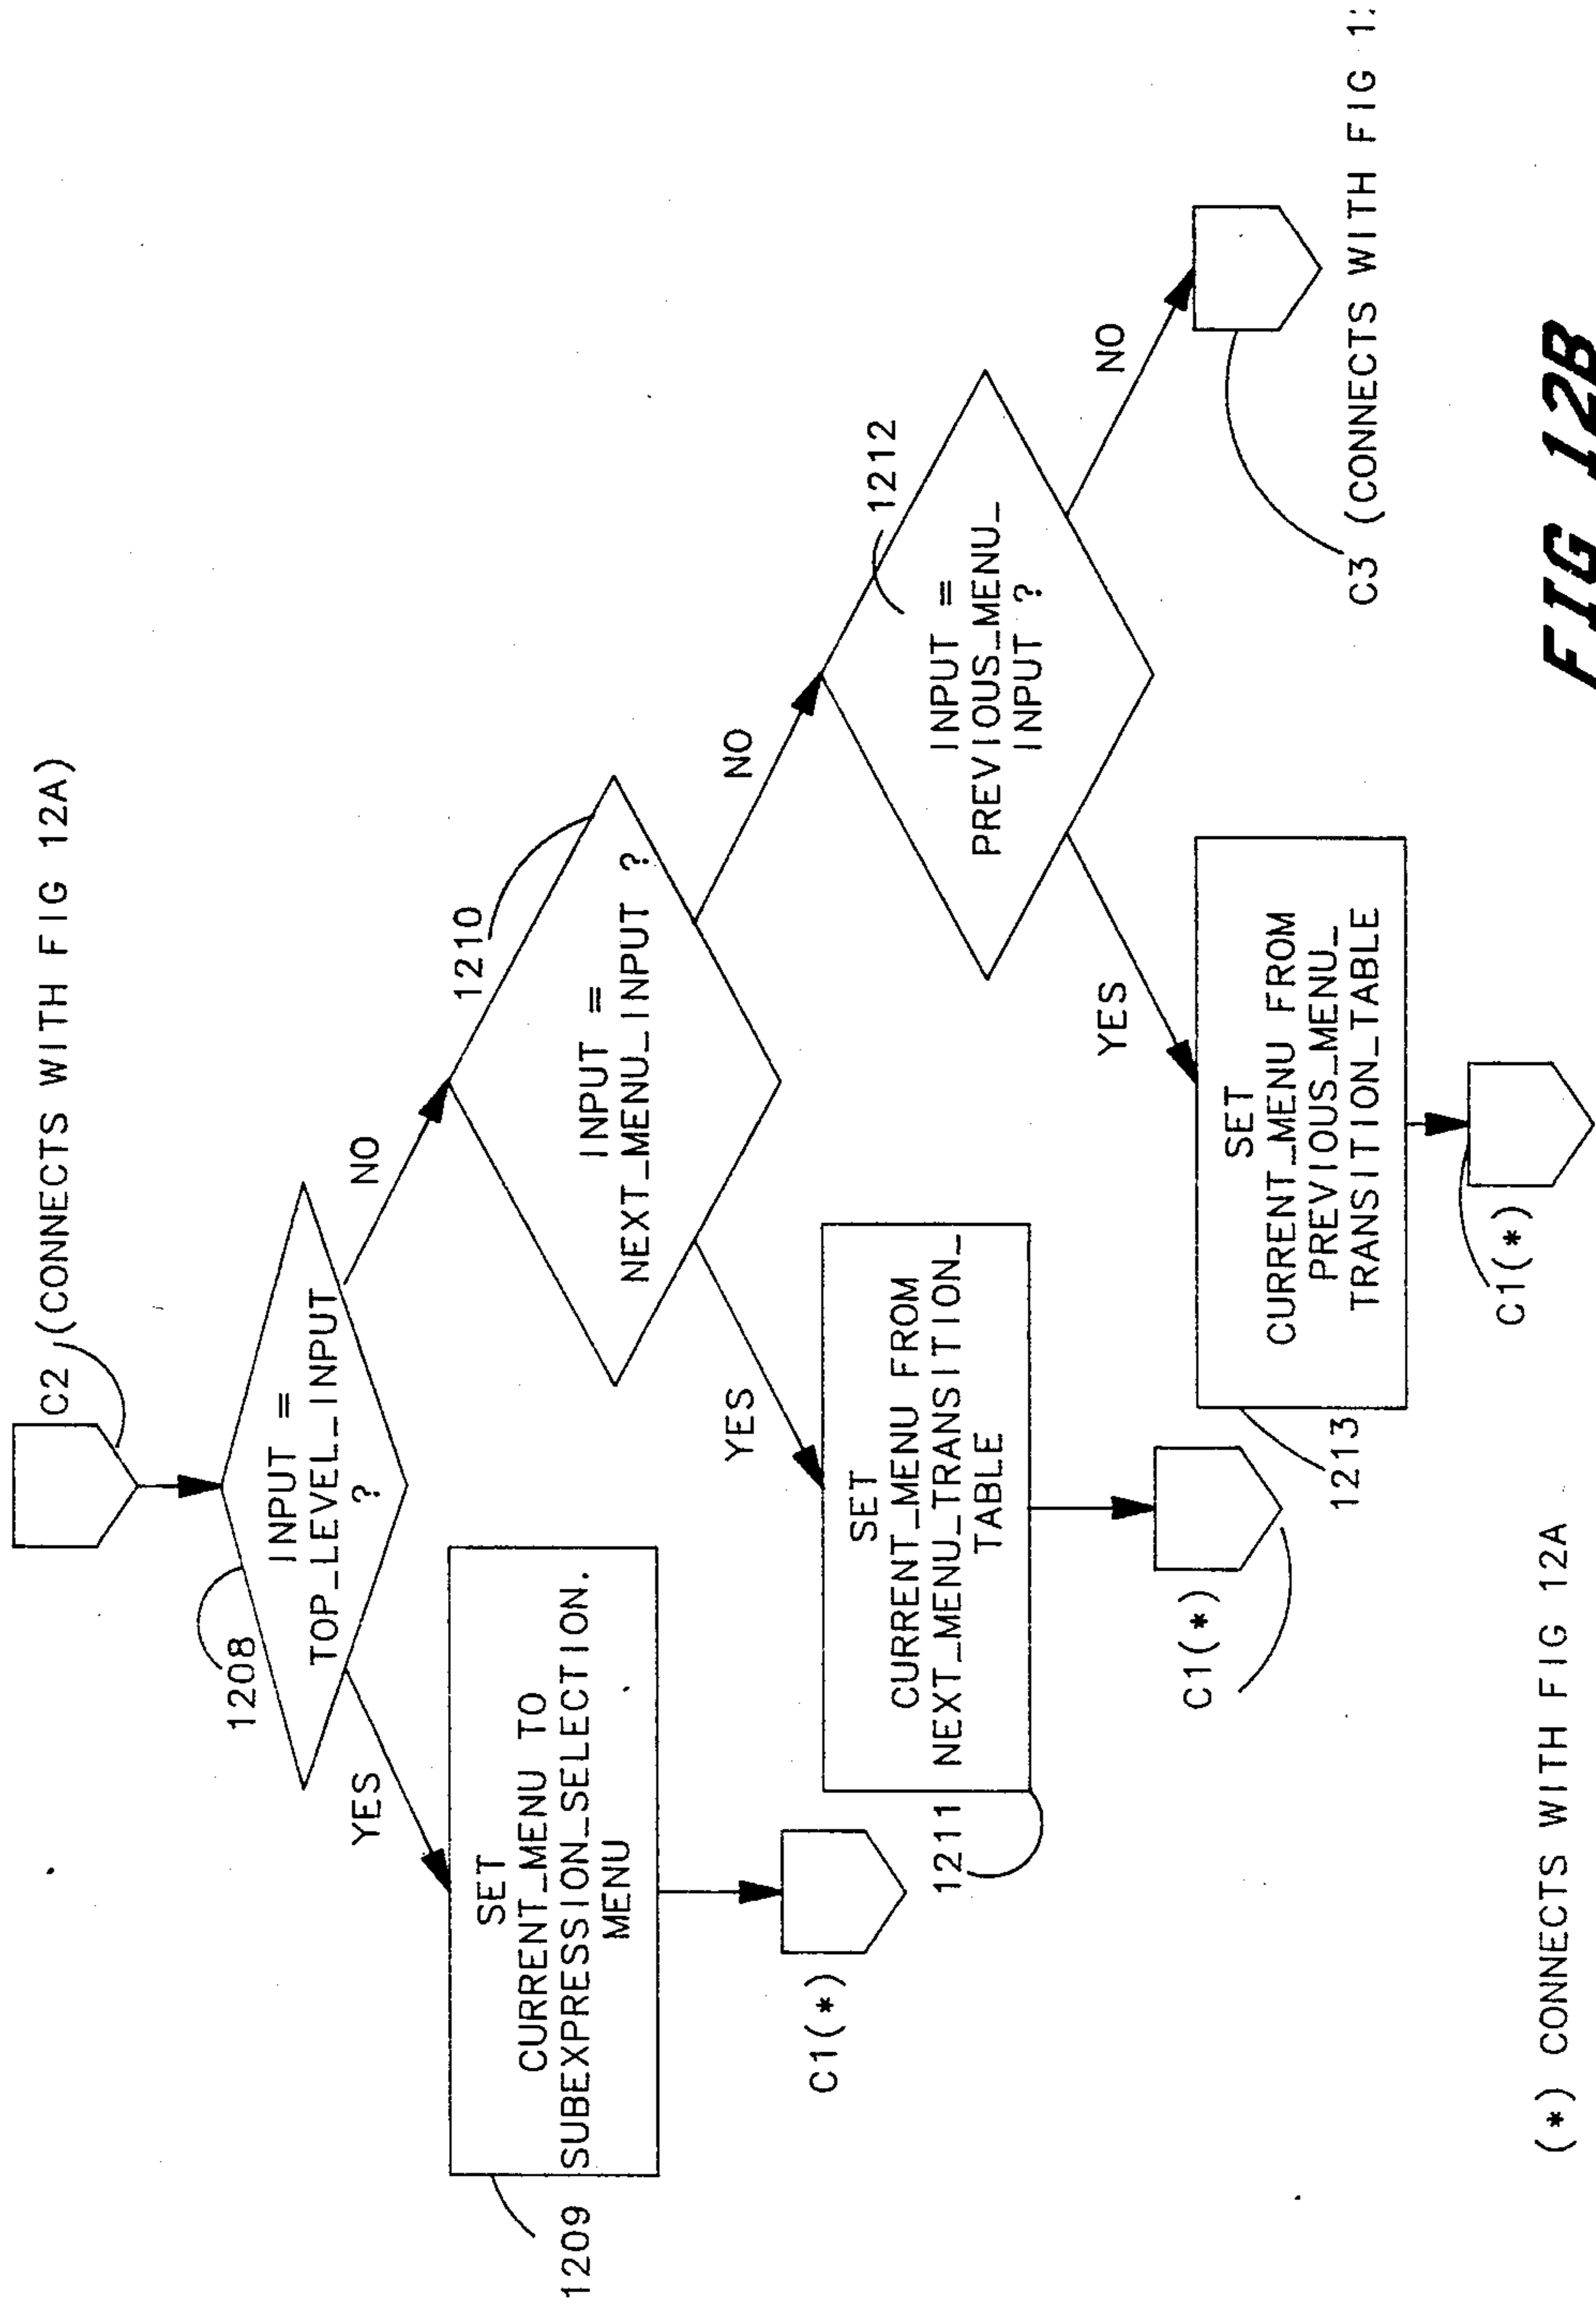 C2 (CONNECTS WITH FIG 12A)
1208
INPUT =
TOP_LEVEL_INPUT
?
YES
NO
1209
SET
CURRENT_MENU TO
SUBEXPRESSION_SELECTION.
MENU
C1(*)
1210
INPUT =
NEXT_MENU_INPUT ?
YES
NO
1211
SET
CURRENT_MENU FROM
NEXT_MENU_TRANSITION_
TABLE
C1(*)
1212
INPUT =
PREVIOUS_MENU_
INPUT ?
YES
NO
1213
SET
CURRENT_MENU FROM
PREVIOUS_MENU_
TRANSITION_TABLE
C1(*)
C3 (CONNECTS WITH FIG
(*) CONNECTS WITH FIG 12A
FIG 12B